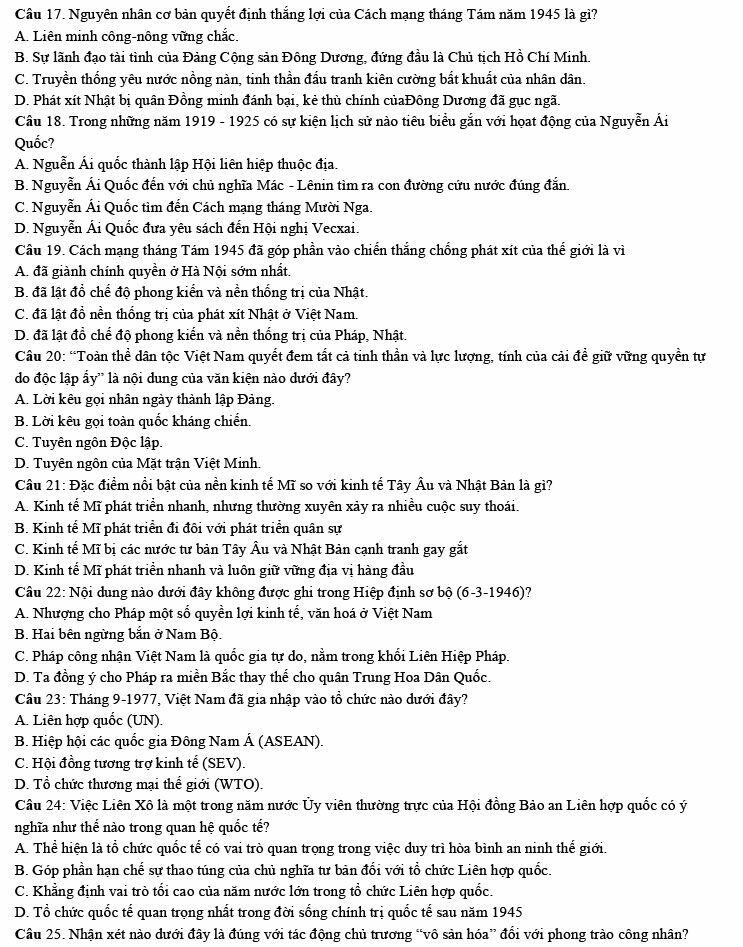 Câu 17. Nguyên nhân cơ bản quyết định thắng lợi của Cách mạng tháng Tám năm 1945 là gì?
A. Liên minh công-nông vững chắc.
B. Sự lãnh đạo tài tình của Đảng Cộng sản Đông Dương, đứng đầu là Chủ tịch Hồ Chí Minh.
C. Truyền thống yêu nước nồng nàn, tinh thần đấu tranh kiên cường bất khuất của nhân dân.
D. Phát xít Nhật bị quân Đồng minh đánh bại, kẻ thù chính củaĐông Dương đã gục ngã.
Câu 18. Trong những năm 1919 - 1925 có sự kiện lịch sử nào tiêu biểu gắn với hoạt động của Nguyễn Ái
Quốc?
A. Nguễn Ái quốc thành lập Hội liên hiệp thuộc địa.
B. Nguyễn Ái Quốc đến với chủ nghĩa Mác - Lênin tìm ra con đường cứu nước đúng đắn.
C. Nguyễn Ái Quốc tìm đến Cách mạng tháng Mười Nga.
D. Nguyễn Ái Quốc đưa yêu sách đến Hội nghị Vecxai.
Câu 19. Cách mạng tháng Tám 1945 đã góp phần vào chiến thắng chống phát xít của thế giới là vì
A. đã giành chính quyền ở Hà Nội sớm nhất.
B. đã lật đổ chế độ phong kiến và nền thống trị của Nhật.
C. đã lật đổ nền thống trị của phát xít Nhật ở Việt Nam.
D. đã lật đổ chế độ phong kiến và nền thống trị của Pháp, Nhật.
Câu 20: “Toàn thể dân tộc Việt Nam quyết đem tất cả tinh thần và lực lượng, tính của cải để giữ vững quyền tự
do độc lập ấy” là nội dung của văn kiện nào dưới đây?
A. Lời kêu gọi nhân ngày thành lập Đảng.
B. Lời kêu gọi toàn quốc kháng chiến.
C. Tuyên ngôn Độc lập.
D. Tuyên ngôn của Mặt trận Việt Minh.
Câu 21: Đặc điểm nổi bật của nền kinh tế Mĩ so với kinh tế Tây Âu và Nhật Bản là gì?
A. Kinh tế Mĩ phát triển nhanh, nhưng thường xuyên xảy ra nhiều cuộc suy thoái.
B. Kinh tế Mĩ phát triển đi đôi với phát triển quân sự
C. Kinh tế Mĩ bị các nước tư bản Tây Âu và Nhật Bản cạnh tranh gay gắt
D. Kinh tế Mĩ phát triển nhanh và luôn giữ vững địa vị hàng đầu
Câu 22: Nội dung nào dưới đây không được ghi trong Hiệp định sơ bộ (6-3-1946)?
A. Nhượng cho Pháp một số quyền lợi kinh tế, văn hoá ở Việt Nam
B. Hai bên ngừng bắn ở Nam Bộ.
C. Pháp công nhận Việt Nam là quốc gia tự do, nằm trong khối Liên Hiệp Pháp.
D. Ta đồng ý cho Pháp ra miền Bắc thay thế cho quân Trung Hoa Dân Quốc.
Câu 23: Tháng 9-1977, Việt Nam đã gia nhập vào tổ chức nào dưới đây?
A. Liên hợp quốc (UN).
B. Hiệp hội các quốc gia Đông Nam Á (ASEAN).
C. Hội đồng tương trợ kinh tế (SEV).
D. Tổ chức thương mại thế giới (WTO).
Câu 24: Việc Liên Xô là một trong năm nước Ủy viên thường trực của Hội đồng Bảo an Liên hợp quốc có ý
nghĩa như thế nào trong quan hệ quốc tế?
A. Thể hiện là tổ chức quốc tế có vai trò quan trọng trong việc duy trì hòa bình an ninh thế giới.
B. Góp phần hạn chế sự thao túng của chủ nghĩa tư bản đối với tổ chức Liên hợp quốc.
C. Khẳng định vai trò tối cao của năm nước lớn trong tổ chức Liên hợp quốc.
D. Tổ chức quốc tế quan trọng nhất trong đời sống chính trị quốc tế sau năm 1945
Câu 25. Nhận xét nào dưới đây là đúng với tác động chủ trương “vô sản hóa” đối với phong trào công nhân?